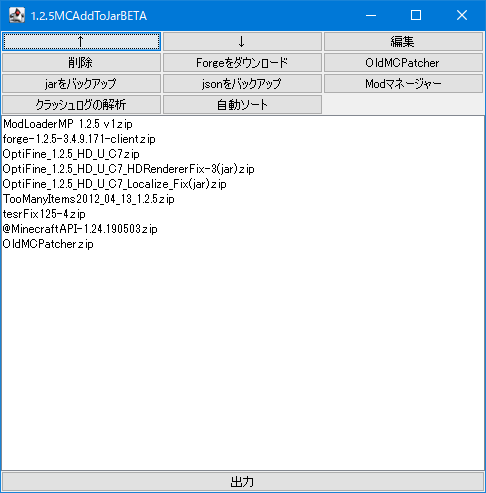 1.2.5MCAddToJarBETA
↑ ↓ 編集
削除 Forgeをダウンロード OldMCPatcher
jarをバックアップ jsonをバックアップ Modマネージャー
クラッシュログの解析 自動ソート
ModLoaderMP 1.2.5 v1.zip
forge-1.2.5-3.4.9.171-client.zip
OptiFine_1.2.5_HD_U_C7.zip
OptiFine_1.2.5_HD_U_C7_HDRendererFix-3(jar).zip
OptiFine_1.2.5_HD_U_C7_Localize_Fix(jar).zip
TooManyItems2012_04_13_1.2.5.zip
tesrFix125-4.zip
@MinecraftAPI-1.24.190503.zip
OldMCPatcher.zip
出力